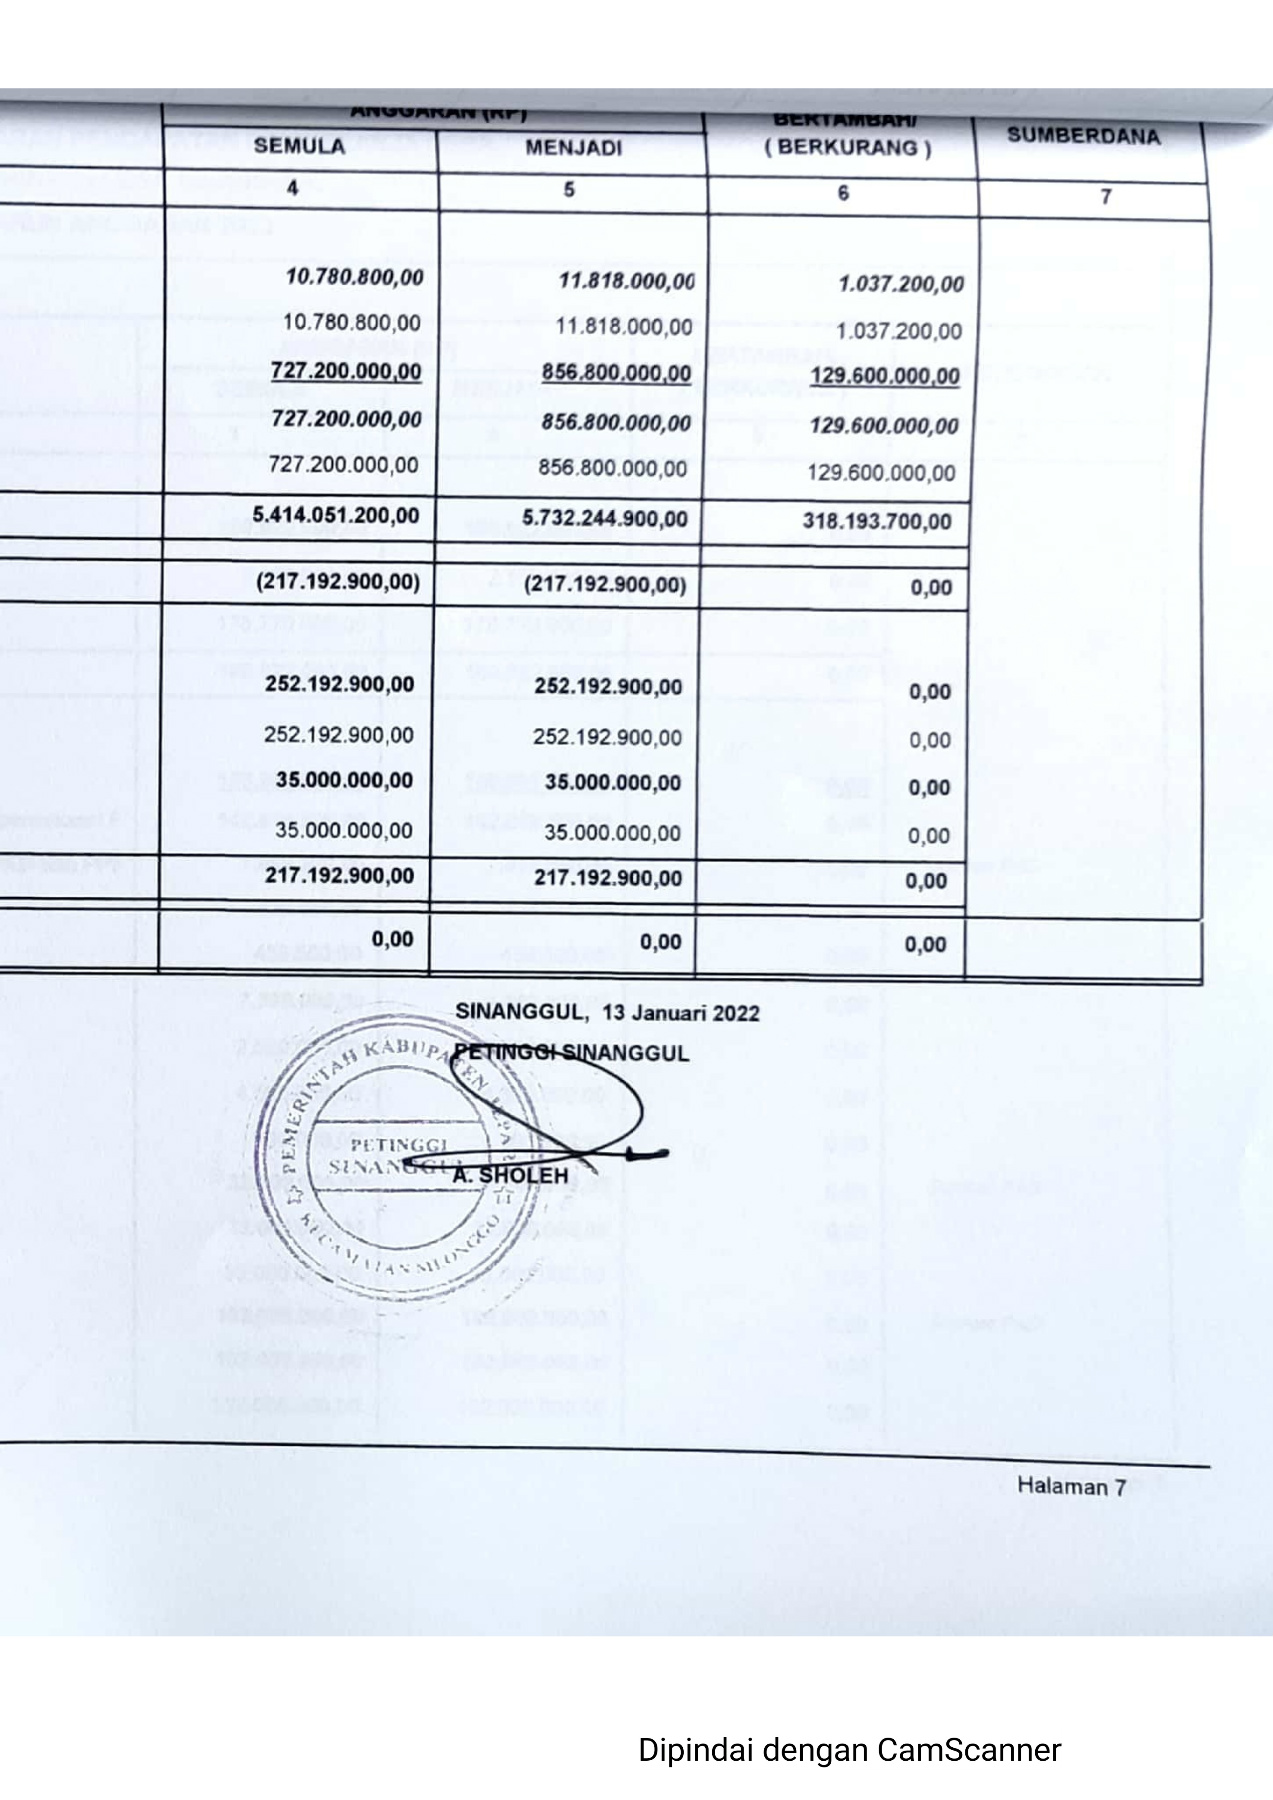 ANGGARAN (RP)
BERTAMBAH/
SEMULA MENJADI ( BERKURANG ) SUMBERDANA
4 5 6 7
10.780.800,00 11.818.000,00 1.037.200,00
10.780.800,00 11.818.000,00 1.037.200,00
727.200.000,00 856.800.000,00 129.600.000,00
727.200.000,00 856.800.000,00 129.600.000,00
727.200.000,00 856.800.000,00 129.600.000,00
5.414.051.200,00 5.732.244.900,00 318.193.700,00
(217.192.900,00) (217.192.900,00) 0,00
252.192.900,00 252.192.900,00 0,00
252.192.900,00 252.192.900,00 0,00
35.000.000,00 35.000.000,00 0,00
35.000.000,00 35.000.000,00 0,00
217.192.900,00 217.192.900,00 0,00
0,00 0,00 0,00
SINANGGUL, 13 Januari 2022
PETINGGI SINANGGUL
PEMERINTAH KABUPATEN JEPARA
PETINGGI
SINANGGUL
KECAMATAN MLONGGO
A. SHOLEH
Halaman 7
Dipindai dengan CamScanner